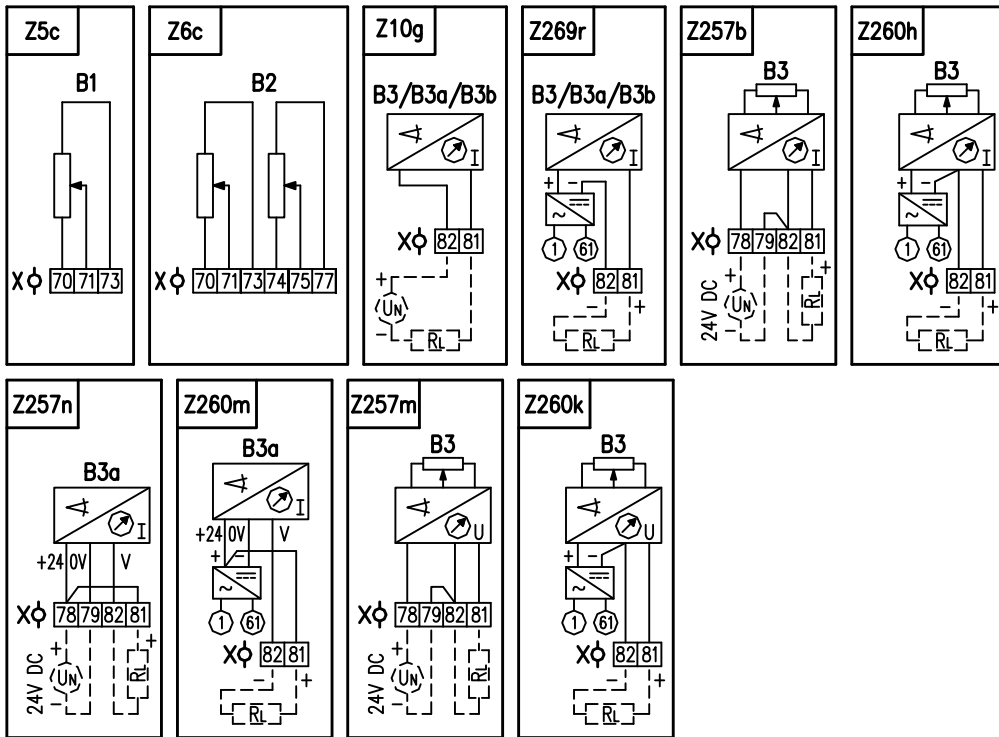 Z5c
B1
X 70 71 73
Z6c
B2
70 71 73 74 75 77
Z10g
B3/B3a/B3b
I
X 82 81
+
UN
-
RL
Z269r
B3/B3a/B3b
I
+ -
~
1 61
X 82 81
- +
RL
Z257b
B3
I
X 78 79 82 81
24V DC
+
UN
-
RL
+
Z260h
B3
I
+ -
~
1 61
X 82 81
- +
RL
Z257n
B3a
I
+24 0V V
X 78 79 82 81
24V DC
+
UN
-
RL
+
Z260m
B3a
I
+24 0V V
+ -
~
1 61
X 82 81
- +
RL
Z257m
B3
U
X 78 79 82 81
24V DC
+
UN
-
RL
+
Z260k
B3
U
+ -
~
1 61
X 82 81
- +
RL